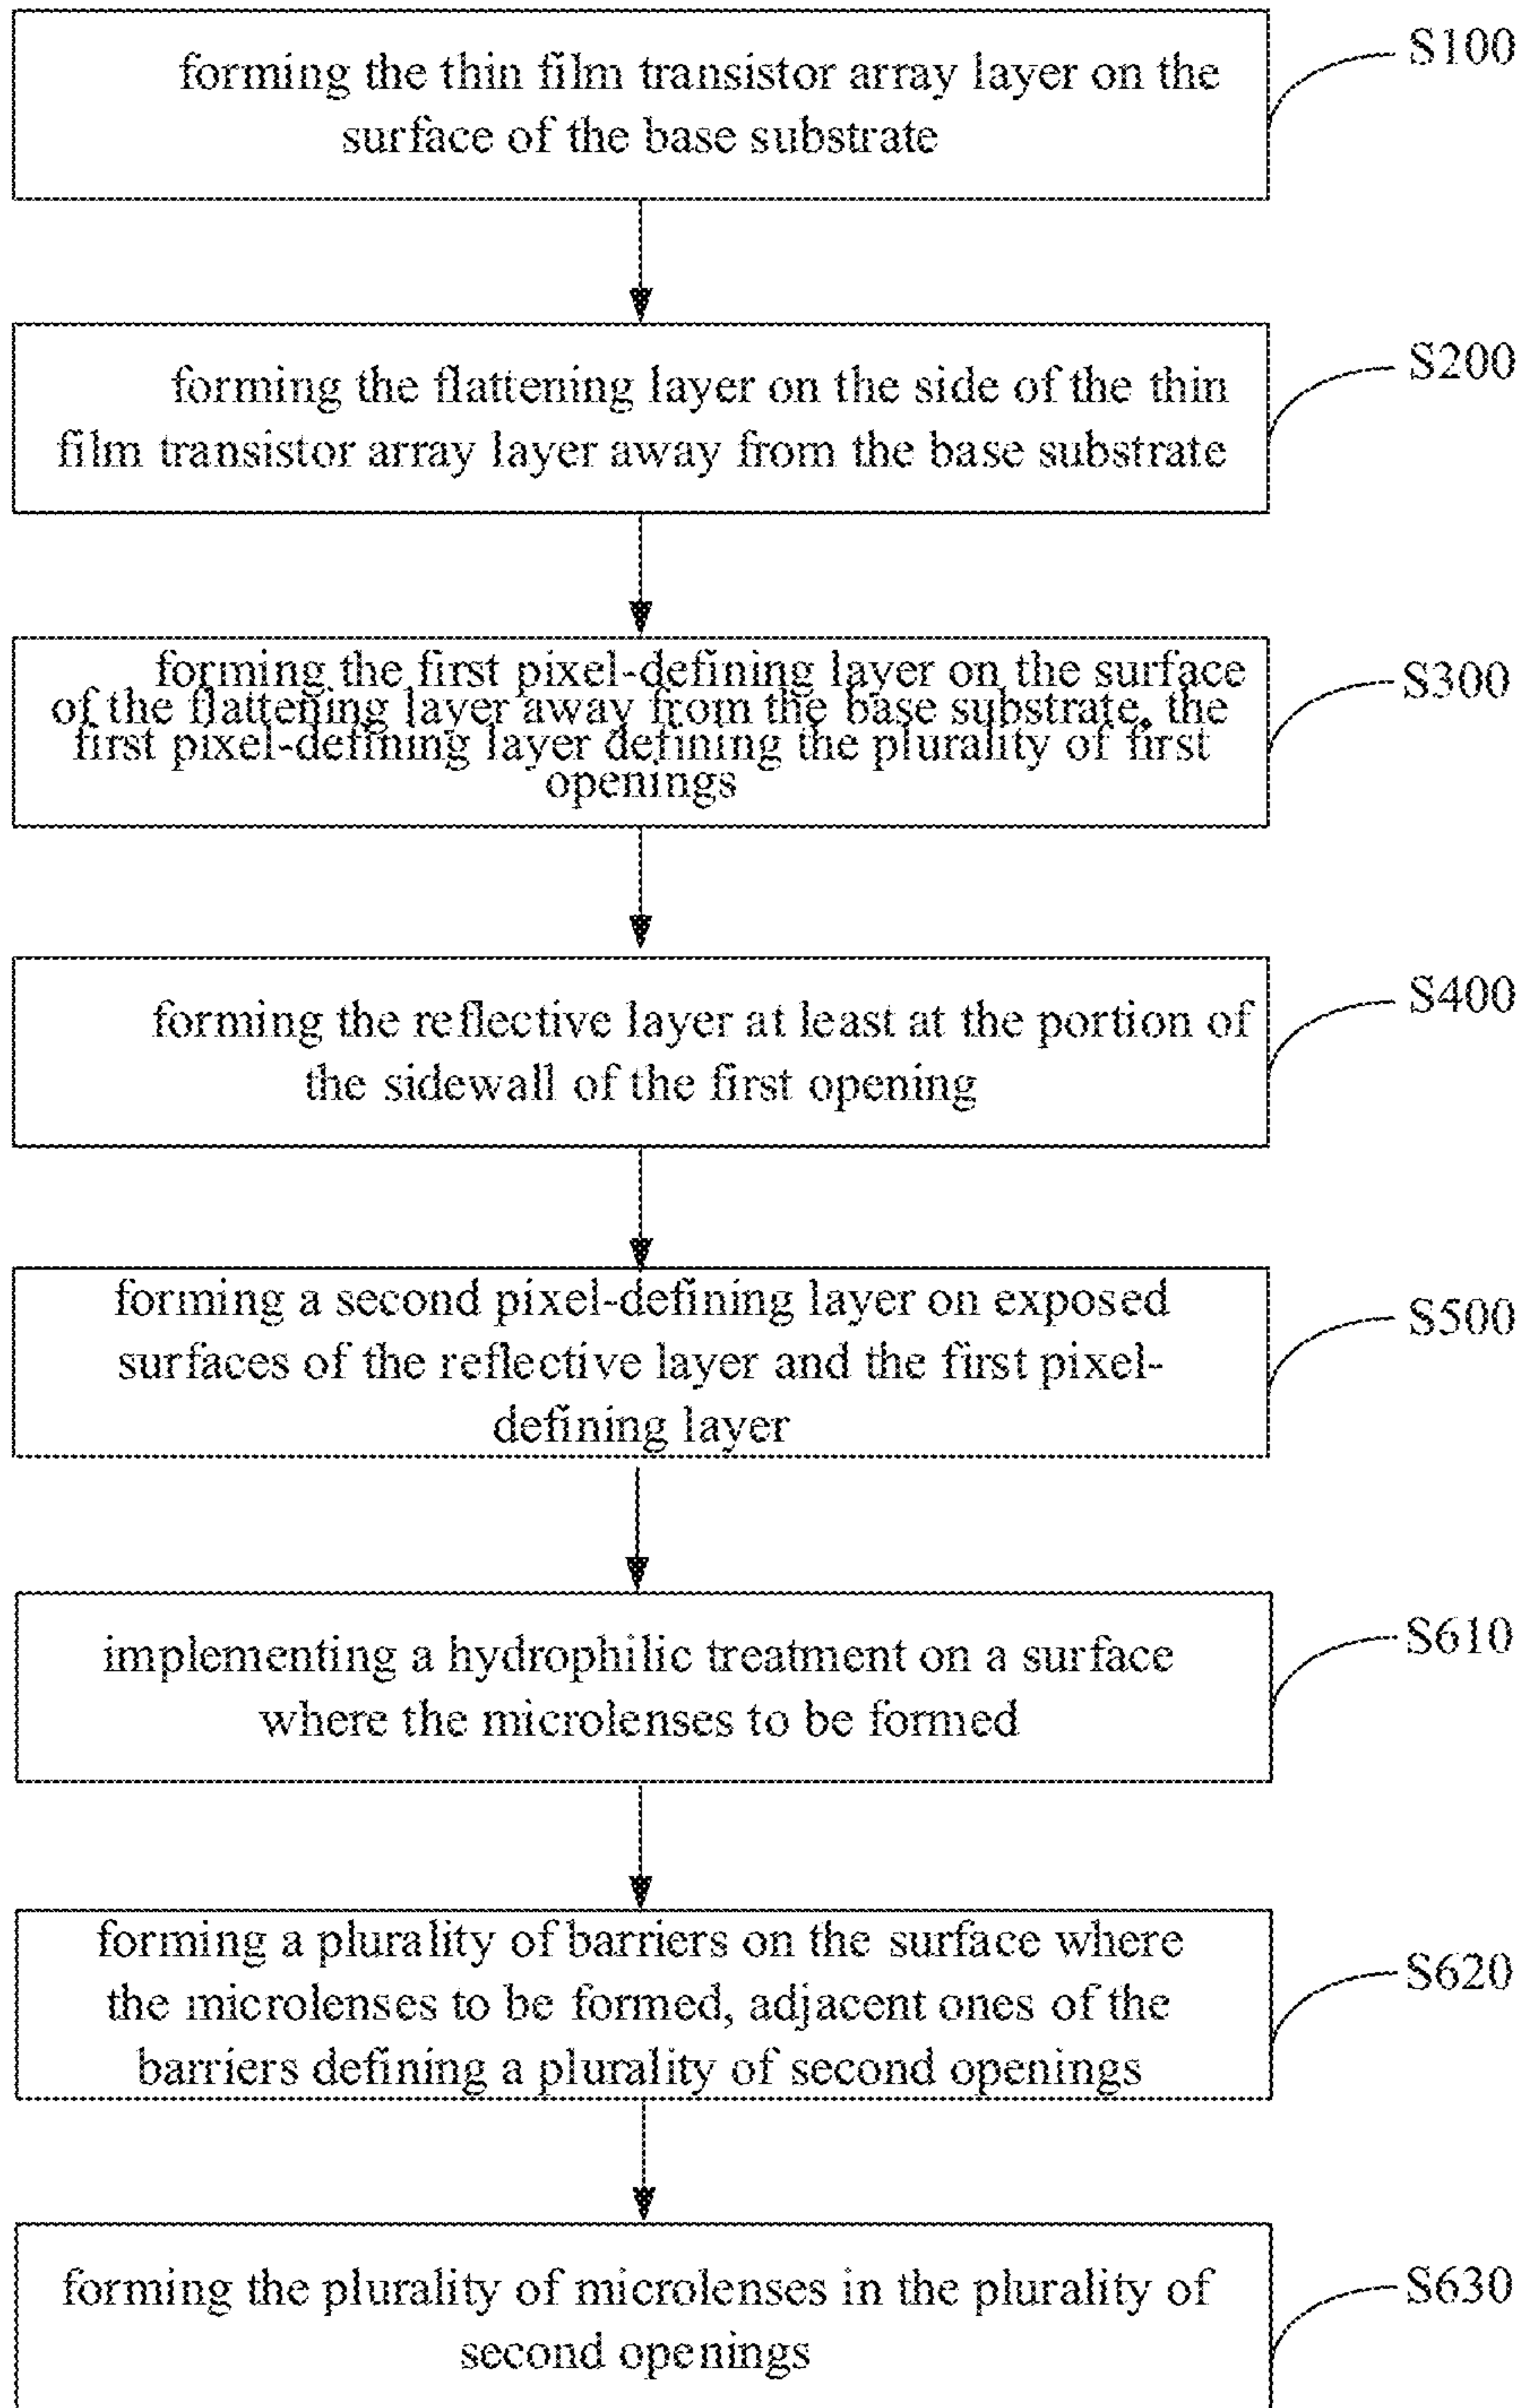 forming the thin film transistor array layer on the
surface of the base substrate
S100
forming the flattening layer on the side of the thin
film transistor array layer away from the base substrate
S200
forming the first pixel-defining layer on the surface
of the flattening layer away from the base substrate, the
first pixel-defining layer defining the plurality of first
openings
S300
forming the reflective layer at least at the portion of
the sidewall of the first opening
S400
forming a second pixel-defining layer on exposed
surfaces of the reflective layer and the first pixel-
defining layer
S500
implementing a hydrophilic treatment on a surface
where the microlenses to be formed
S610
forming a plurality of barriers on the surface where
the microlenses to be formed, adjacent ones of the
barriers defining a plurality of second openings
S620
forming the plurality of microlenses in the plurality of
second openings
S630